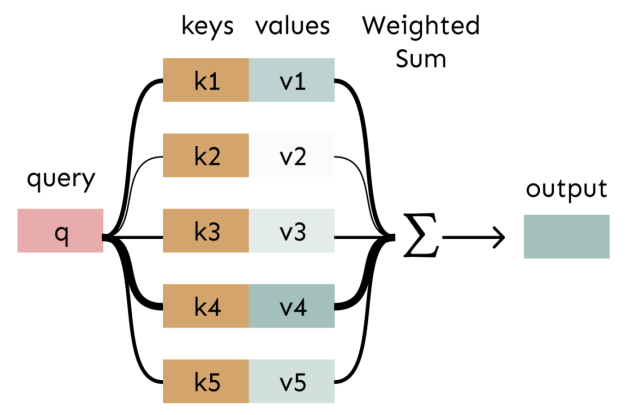 keys values Weighted
Sum
k1 v1
k2 v2
query
output
q k3 v3 ∑
k4 v4
k5 v5